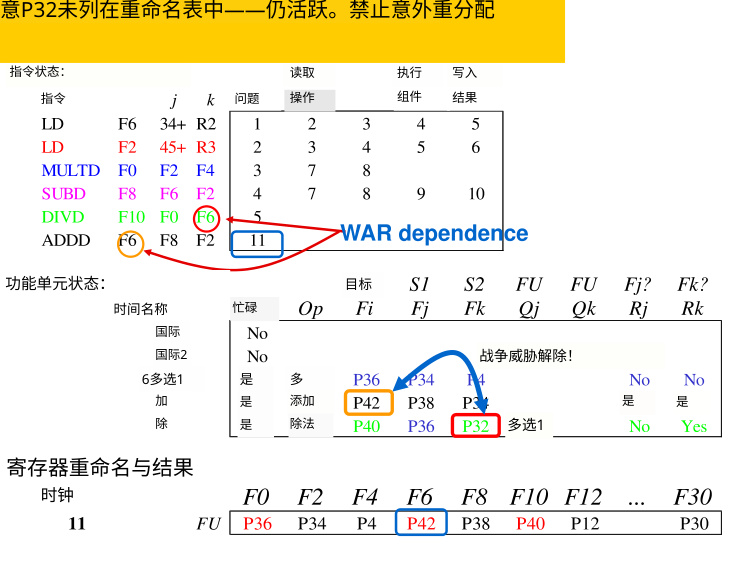 意P32未列在重命名表中——仍活跃。禁止意外重分配
指令状态： 读取 执行 写入
指令 j k 问题 操作 组件 结果
LD F6 34+ R2 1 2 3 4 5
LD F2 45+ R3 2 3 4 5 6
MULTD F0 F2 F4 3 7 8
SUBD F8 F6 F2 4 7 8 9 10
DIVD F10 F0 F6 5
WAR dependence
ADDD F6 F8 F2 11
功能单元状态： 目标 S1 S2 FU FU Fj? Fk?
时间名称 忙碌 Op Fi Fj Fk Qj Qk Rj Rk
国际 No
国际2 No
战争威胁解除！
6多选1 是 多 P36 P34 P4 No No
加 是 添加 P42 P38 P34 是 是
除 是 除法 P40 P36 P32 多选1 No Yes
寄存器重命名与结果
时钟 F0 F2 F4 F6 F8 F10 F12 ... F30
11 FU P36 P34 P4 P42 P38 P40 P12 P30